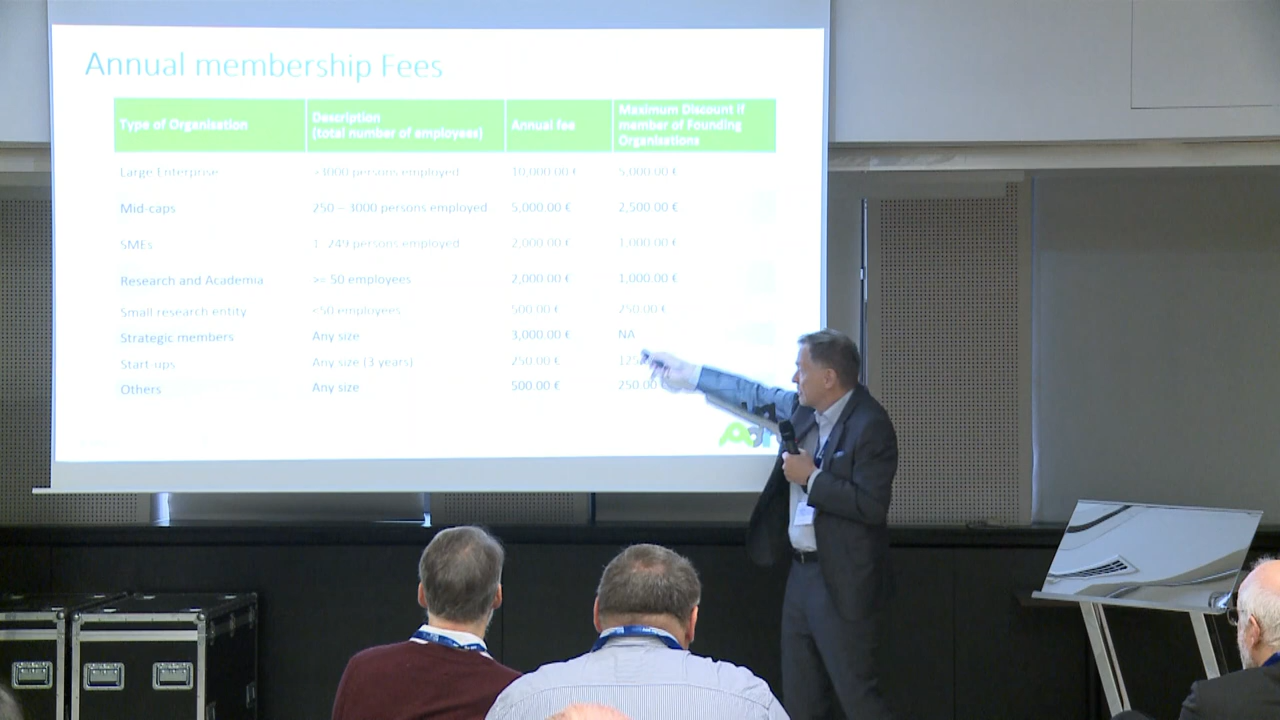 Annual membership Fees
Type of Organisation Description (total number of employees) Annual fee Maximum Discount if member of Founding Organisations
Large Enterprise >3000 persons employed 10,000.00 € 5,000.00 €
Mid-caps 250 – 3000 persons employed 5,000.00 € 2,500.00 €
SMEs 1- 249 persons employed 2,000.00 € 1,000.00 €
Research and Academia >= 50 employees 2,000.00 € 1,000.00 €
Small research entity <50 employees 500.00 € 250.00 €
Strategic members Any size 3,000.00 € NA
Start-ups Any size (3 years) 250.00 € 125
Others Any size 500.00 € 250.00